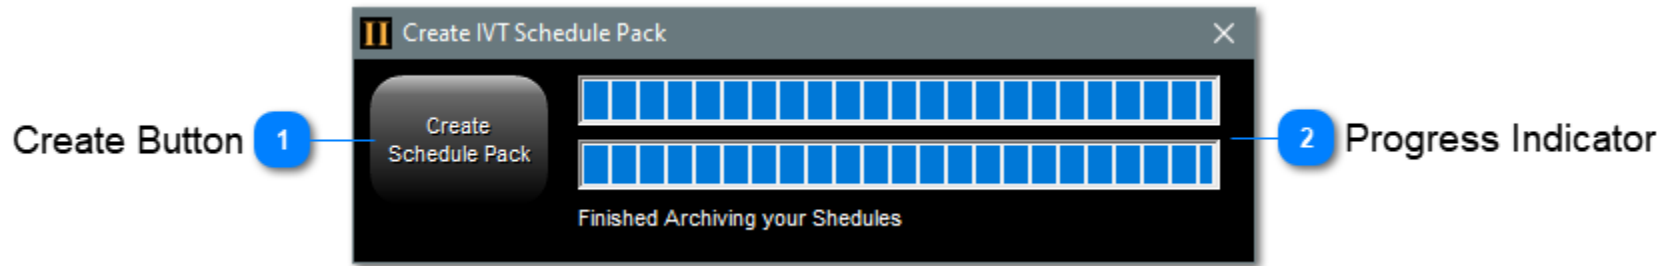 Create IVT Schedule Pack
Create Button 1
Create
Schedule Pack
2 Progress Indicator
Finished Archiving your Shedules